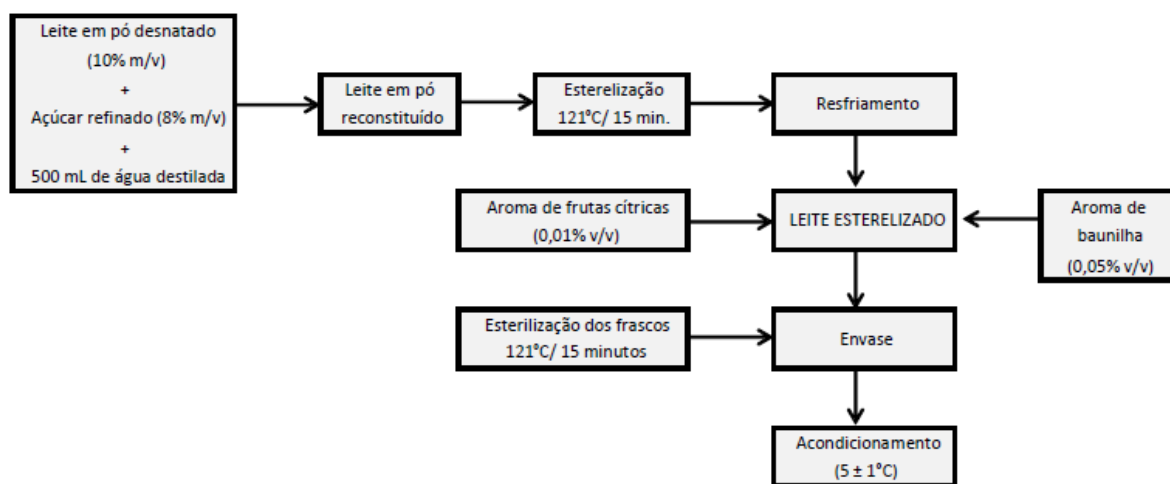 Leite em pó desnatado
(10% m/v)
+
Açúcar refinado (8% m/v)
+
500 mL de água destilada
Leite em pó
reconstituído
Esterelização
121°C/ 15 min.
Resfriamento
Aroma de frutas cítricas
(0,01% v/v)
LEITE ESTERELIZADO
Aroma de
baunilha
(0,05% v/v)
Esterilização dos frascos
121°C/ 15 minutos
Envase
Acondicionamento
(5 ± 1°C)